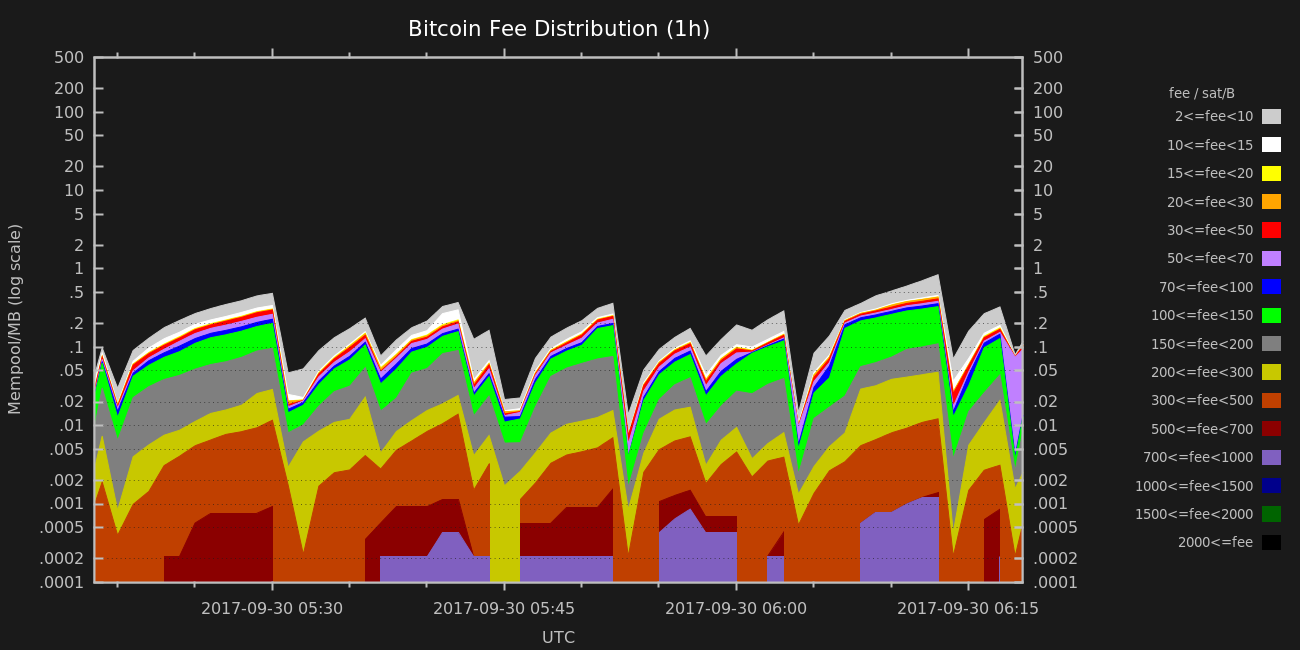 Bitcoin Fee Distribution (1h)
500
200
100
50
20
10
5
2
1
.5
.2
.1
.05
.02
.01
.005
.002
.001
.0005
.0002
.0001
Mempool/MB (log scale)
500
200
100
50
20
10
5
2
1
.5
.2
.1
.05
.02
.01
.005
.002
.001
.0005
.0002
.0001
2017-09-30 05:30
2017-09-30 05:45
2017-09-30 06:00
2017-09-30 06:15
UTC
fee / sat/B
2<=fee<10
10<=fee<15
15<=fee<20
20<=fee<30
30<=fee<50
50<=fee<70
70<=fee<100
100<=fee<150
150<=fee<200
200<=fee<300
300<=fee<500
500<=fee<700
700<=fee<1000
1000<=fee<1500
1500<=fee<2000
2000<=fee